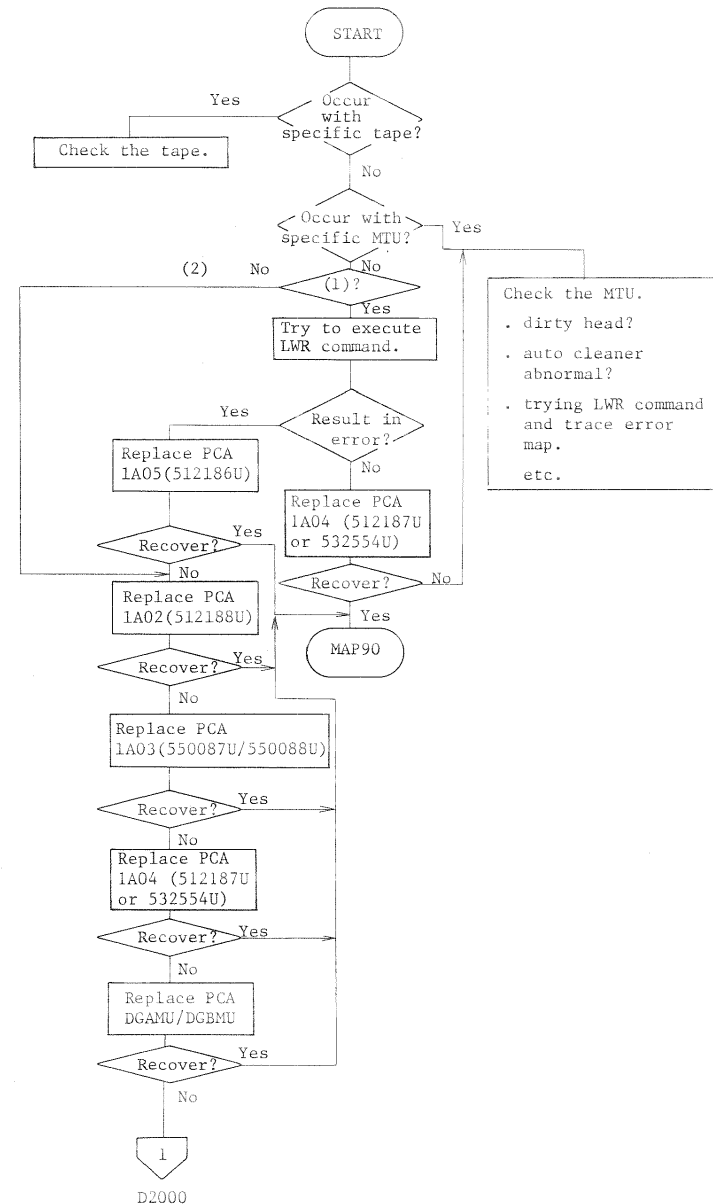 START
Yes
Occur
with
specific tape?
Check the tape.
No
Occur with
specific MTU?
Yes
(2) No
No
(1)?
Yes
Try to execute
LWR command.
Check the MTU.
. dirty head?
. auto cleaner
abnormal?
. trying LWR command
and trace error
map.
etc.
Yes
Result in
error?
No
Replace PCA
1A05(512186U)
Replace PCA
1A04 (512187U
or 532554U)
Recover?
Yes
No
Recover?
No
Yes
MAP90
Replace PCA
1A02(512188U)
Recover?
Yes
No
Replace PCA
1A03(550087U/550088U)
Recover?
Yes
No
Replace PCA
1A04 (512187U
or 532554U)
Recover?
Yes
No
Replace PCA
DGAMU/DGBMU
Recover?
Yes
No
1
D2000